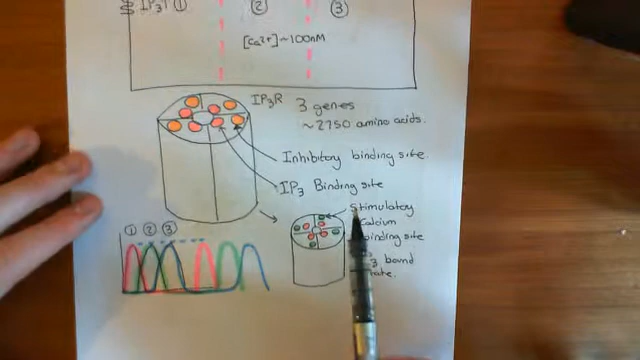 IP₃↑ ① ② ③
[Ca²⁺]~100nM
IP₃R
3 genes
~2750 amino acids.
Inhibitory binding site.
IP₃ Binding site
Stimulatory
Calcium
binding site
① ② ③
bound